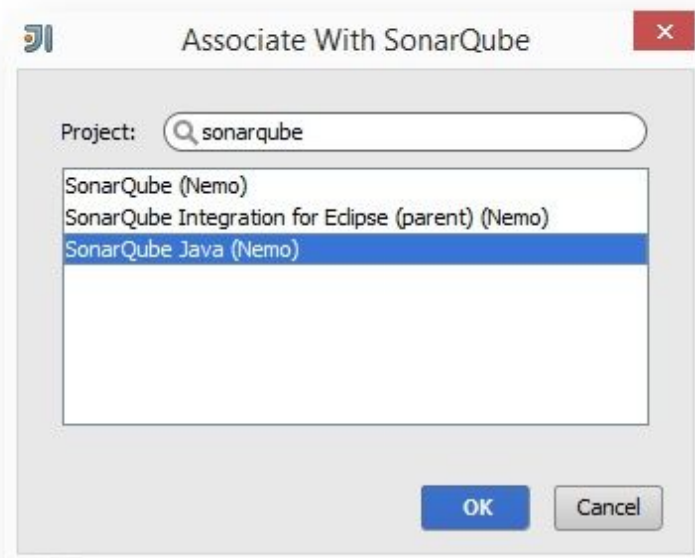 Associate With SonarQube
Project: sonarqube
SonarQube (Nemo)
SonarQube Integration for Eclipse (parent) (Nemo)
SonarQube Java (Nemo)
OK Cancel